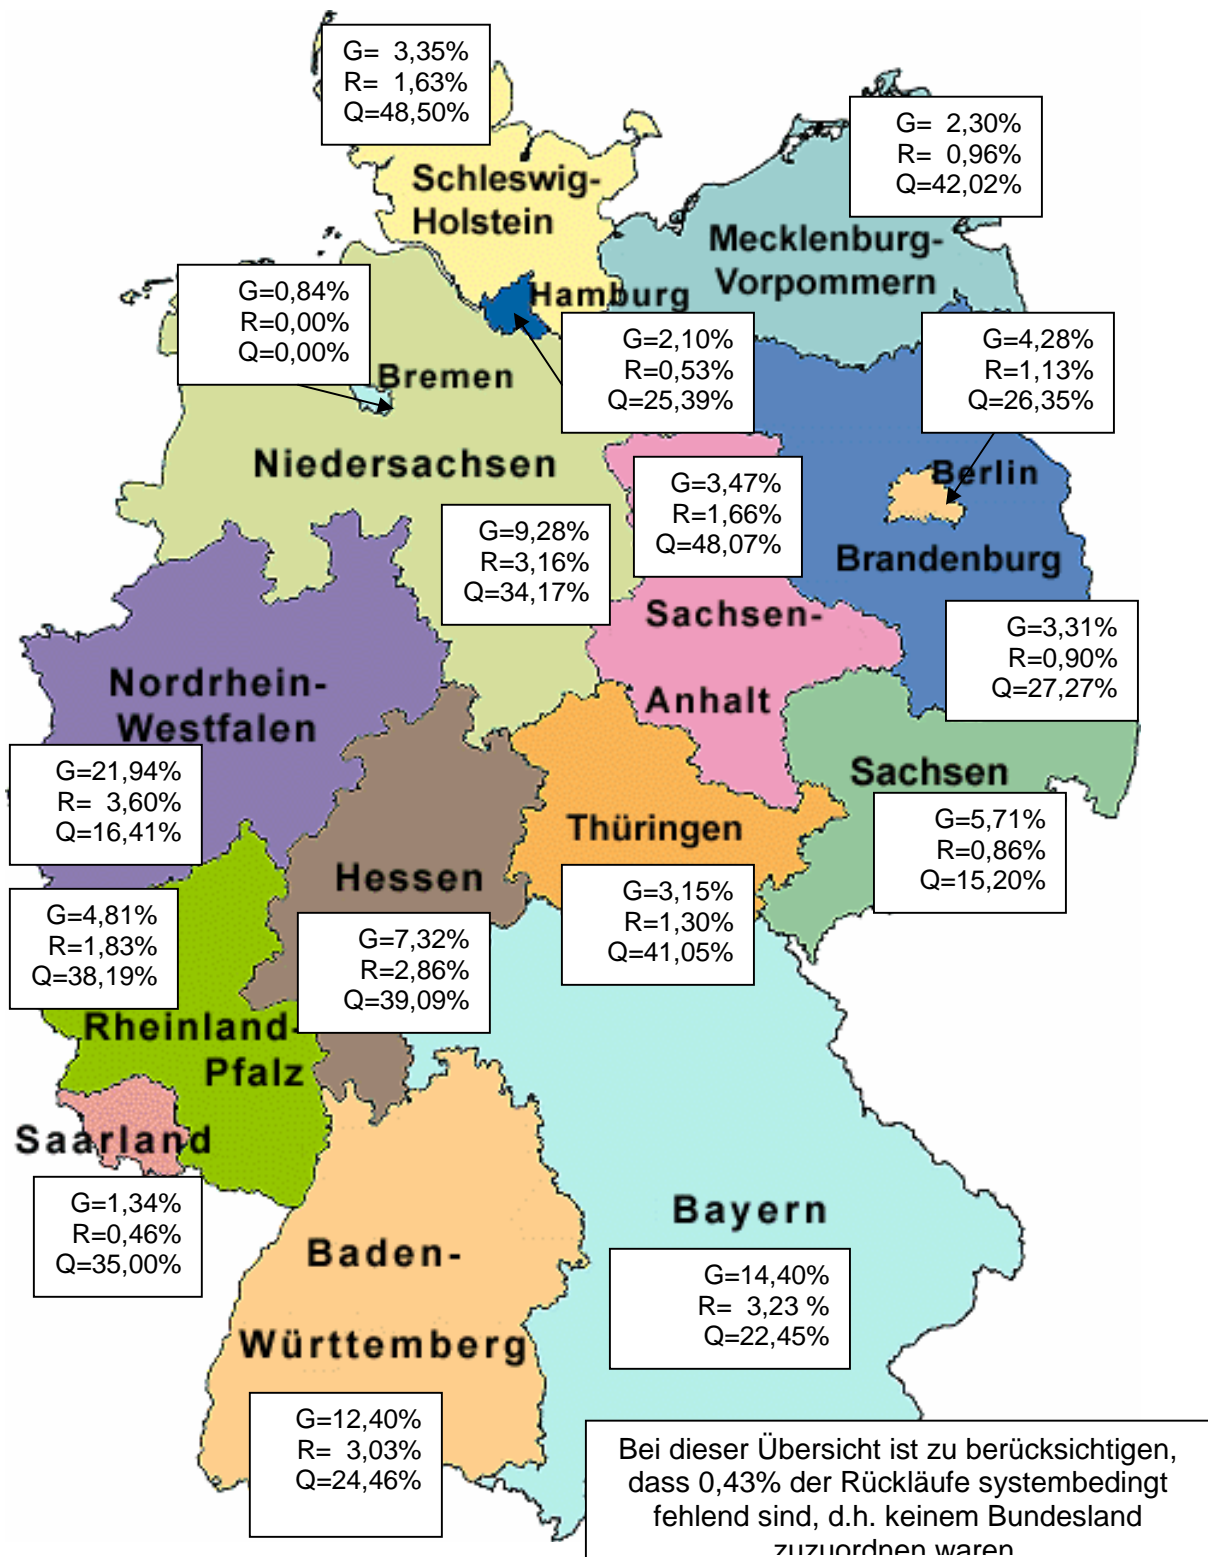 G= 3,35%
R= 1,63%
Q=48,50%
Schleswig-
Holstein
G= 2,30%
R= 0,96%
Q=42,02%
Mecklenburg-
Vorpommern
G=0,84%
R=0,00%
Q=0,00%
Bremen
Hamburg
G=2,10%
R=0,53%
Q=25,39%
G=4,28%
R=1,13%
Q=26,35%
Berlin
Niedersachsen
G=9,28%
R=3,16%
Q=34,17%
G=3,47%
R=1,66%
Q=48,07%
Sachsen-
Anhalt
Brandenburg
G=3,31%
R=0,90%
Q=27,27%
Nordrhein-
Westfalen
G=21,94%
R= 3,60%
Q=16,41%
Sachsen
G=5,71%
R=0,86%
Q=15,20%
Thüringen
G=3,15%
R=1,30%
Q=41,05%
Hessen
G=7,32%
R=2,86%
Q=39,09%
G=4,81%
R=1,83%
Q=38,19%
Rheinland-
Pfalz
Saarland
G=1,34%
R=0,46%
Q=35,00%
Bayern
G=14,40%
R= 3,23 %
Q=22,45%
Baden-
Württemberg
G=12,40%
R= 3,03%
Q=24,46%
Bei dieser Übersicht ist zu berücksichtigen,
dass 0,43% der Rückläufe systembedingt
fehlend sind, d.h. keinem Bundesland
zuzuordnen waren